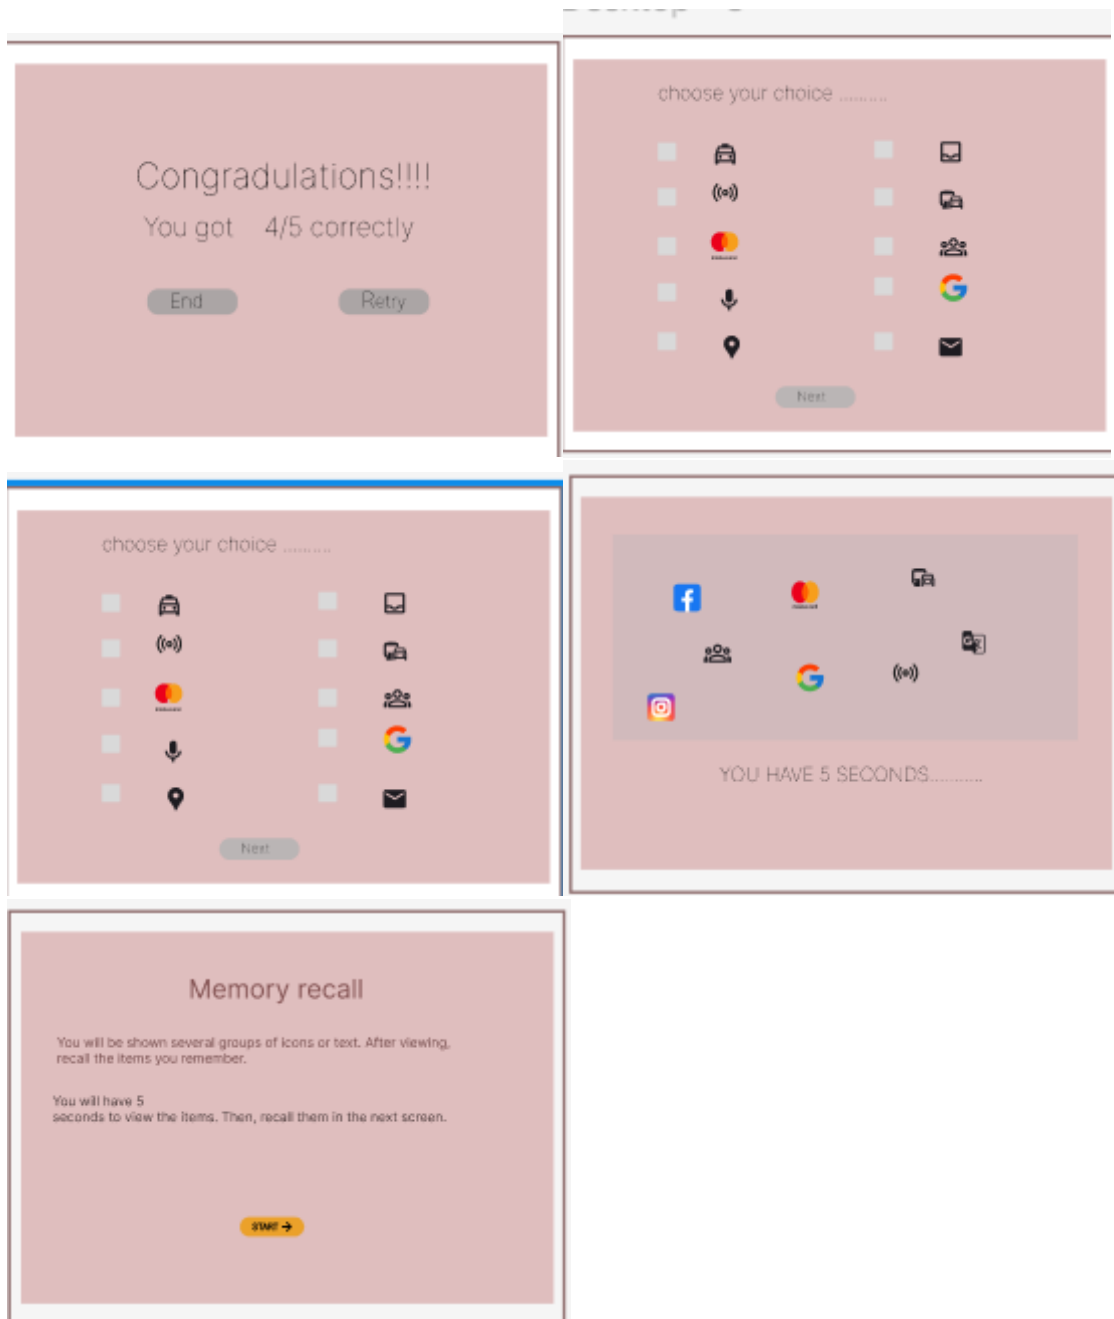 Congradulations!!!!
You got 4/5 correctly
End
Retry
choose your choice ..........
Next
choose your choice ..........
Next
YOU HAVE 5 SECONDS...........
Memory recall
You will be shown several groups of icons or text. After viewing,
recall the items you remember.
You will have 5
seconds to view the items. Then, recall them in the next screen.
START →